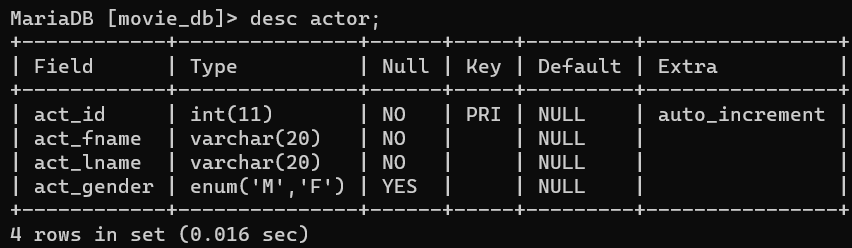 MariaDB [movie_db]> desc actor;
+------------+---------------+------+-----+---------+----------------+
| Field      | Type          | Null | Key | Default | Extra          |
+------------+---------------+------+-----+---------+----------------+
| act_id     | int(11)       | NO   | PRI | NULL    | auto_increment |
| act_fname  | varchar(20)   | NO   |     | NULL    |                |
| act_lname  | varchar(20)   | NO   |     | NULL    |                |
| act_gender | enum('M','F') | YES  |     | NULL    |                |
+------------+---------------+------+-----+---------+----------------+
4 rows in set (0.016 sec)